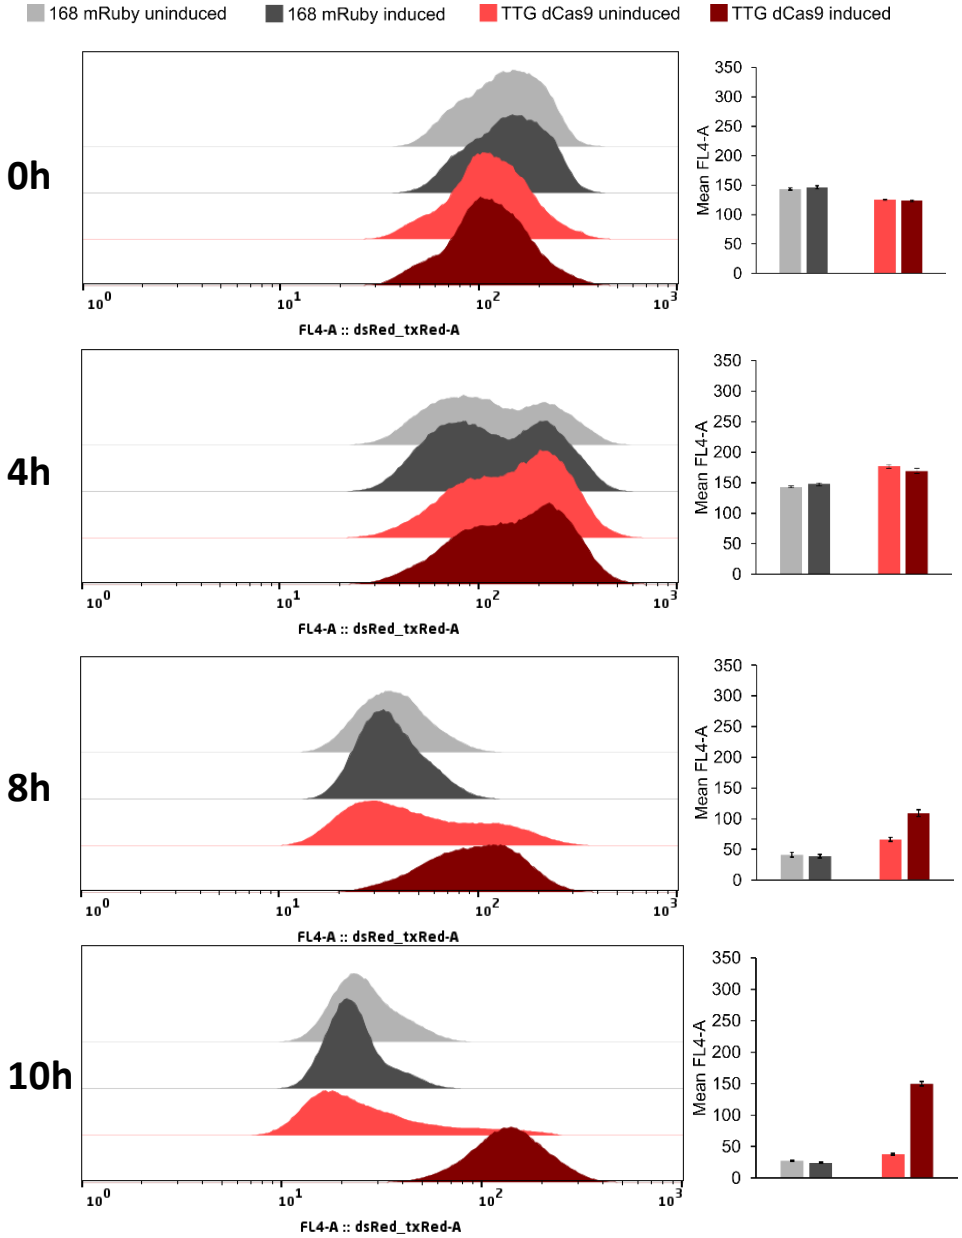 168 mRuby uninduced 168 mRuby induced TTG dCas9 uninduced TTG dCas9 induced
0h
10^0 10^1 10^2 10^3
FL4-A :: dsRed_txRed-A
Mean FL4-A
350
300
250
200
150
100
50
0
4h
10^0 10^1 10^2 10^3
FL4-A :: dsRed_txRed-A
Mean FL4-A
350
300
250
200
150
100
50
0
8h
10^0 10^1 10^2 10^3
FL4-A :: dsRed_txRed-A
Mean FL4-A
350
300
250
200
150
100
50
0
10h
10^0 10^1 10^2 10^3
FL4-A :: dsRed_txRed-A
Mean FL4-A
350
300
250
200
150
100
50
0